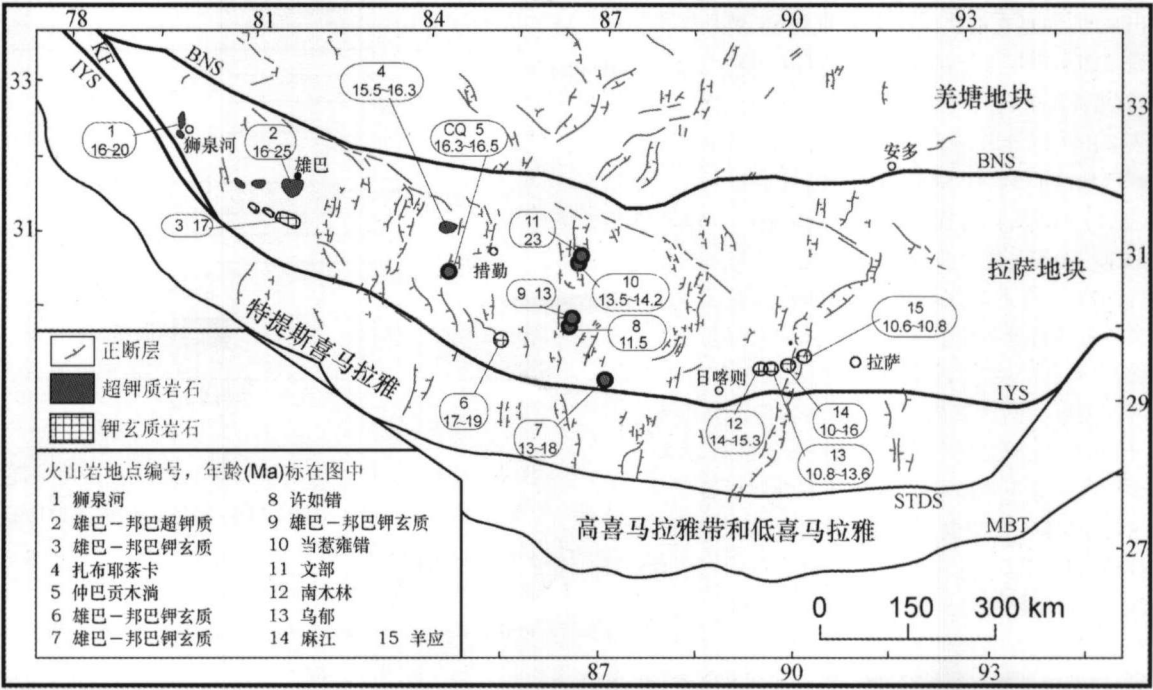 78 81 84 87 90 93
33
31
33
31
29
27
87 90 93
KF
IYS
BNS
4
15.5~16.3
CQ 5
16.3~16.5
羌塘地块
1
16~20
狮泉河
2
16~25
雄巴
安多
BNS
3 17
11
23
措勤
10
13.5~14.2
拉萨地块
9 13
8
11.5
15
10.6~10.8
特提斯喜马拉雅
日喀则
拉萨
IYS
6
17~19
7
13~18
12
14~15.3
14
10~16
13
10.8~13.6
STDS
MBT
高喜马拉雅带和低喜马拉雅
正断层
超钾质岩石
钾玄质岩石
火山岩地点编号，年龄(Ma)标在图中
1 狮泉河 8 许如错
2 雄巴－邦巴超钾质 9 雄巴－邦巴钾玄质
3 雄巴－邦巴钾玄质 10 当惹雍错
4 扎布耶茶卡 11 文部
5 仲巴贡木淌 12 南木林
6 雄巴－邦巴钾玄质 13 乌郁
7 雄巴－邦巴钾玄质 14 麻江 15 羊应
0 150 300 km